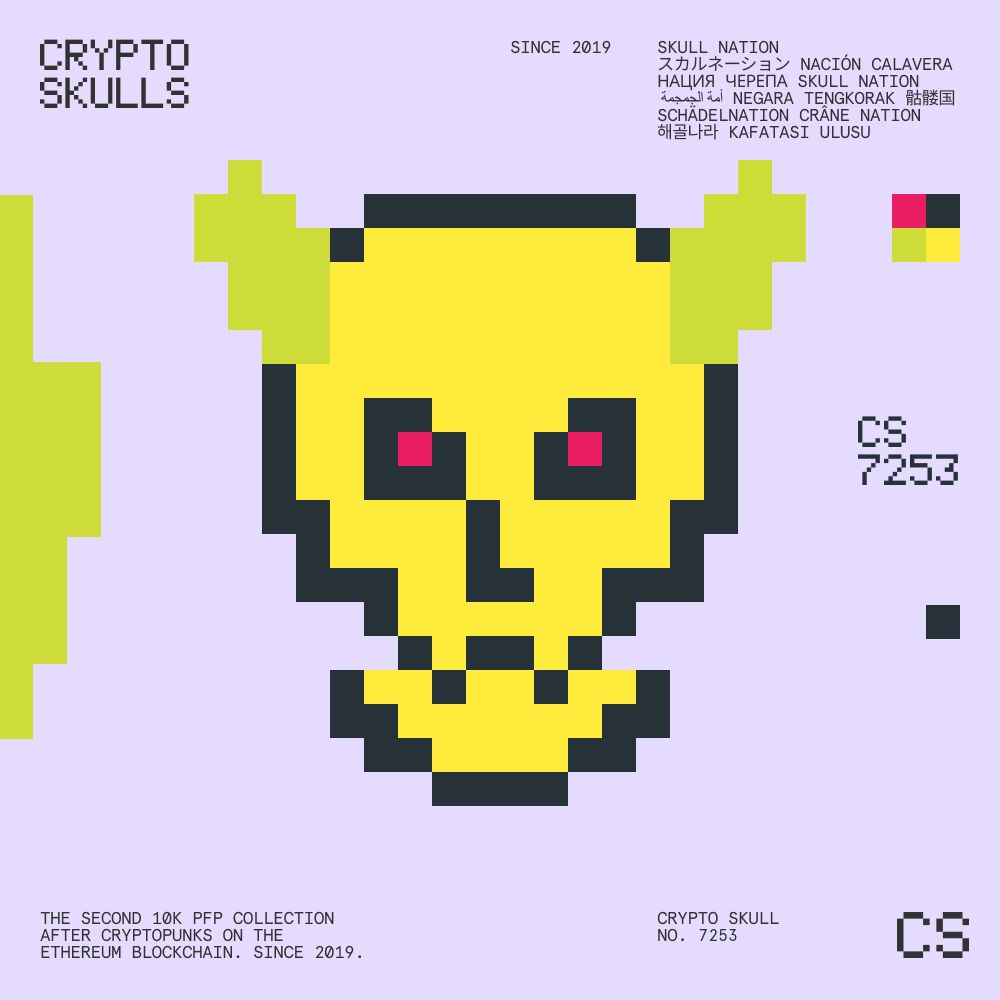 CRYPTO
SKULLS
SINCE 2019
SKULL NATION
スカルネーション NACIÓN CALAVERA
НАЦИЯ ЧЕРЕПА SKULL NATION
أمة الجمجمة NEGARA TENGKORAK 骷髅国
SCHÄDELNATION CRÂNE NATION
해골나라 KAFATASI ULUSU
CS
7253
THE SECOND 10K PFP COLLECTION
AFTER CRYPTOPUNKS ON THE
ETHEREUM BLOCKCHAIN. SINCE 2019.
CRYPTO SKULL
NO. 7253
CS